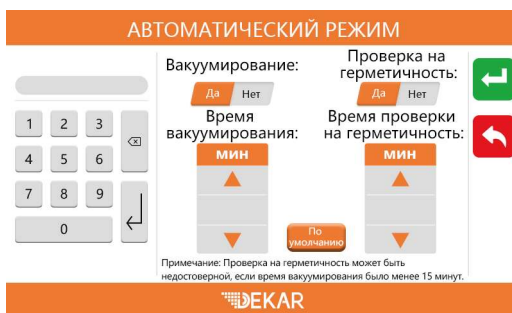 АВТОМАТИЧЕСКИЙ РЕЖИМ
Вакуумирование:
Да Нет
Проверка на
герметичность:
Да Нет
1 2 3
4 5 6
7 8 9
0
Время
вакуумирования:
мин
Время проверки
на герметичность:
мин
По
умолчанию
Примечание: Проверка на герметичность может быть
недостоверной, если время вакуумирования было менее 15 минут.
DEKAR